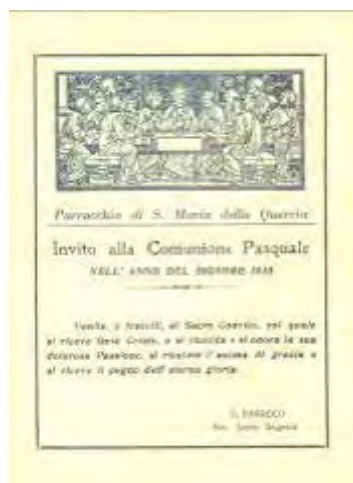 Parrocchia di S. Maria della Quercia
Invito alla Comunione Pasquale
NELL' ANNO DEL SIGNORE
Venite, o fratelli, al Sacro Convito, nel quale
si riceve Gesù Cristo, e si ricorda e si onora la sua
dolorosa Passione, si riempie l'anima di grazia e
si riceve il pegno dell'eterna gloria.
IL PARROCO
Sac.